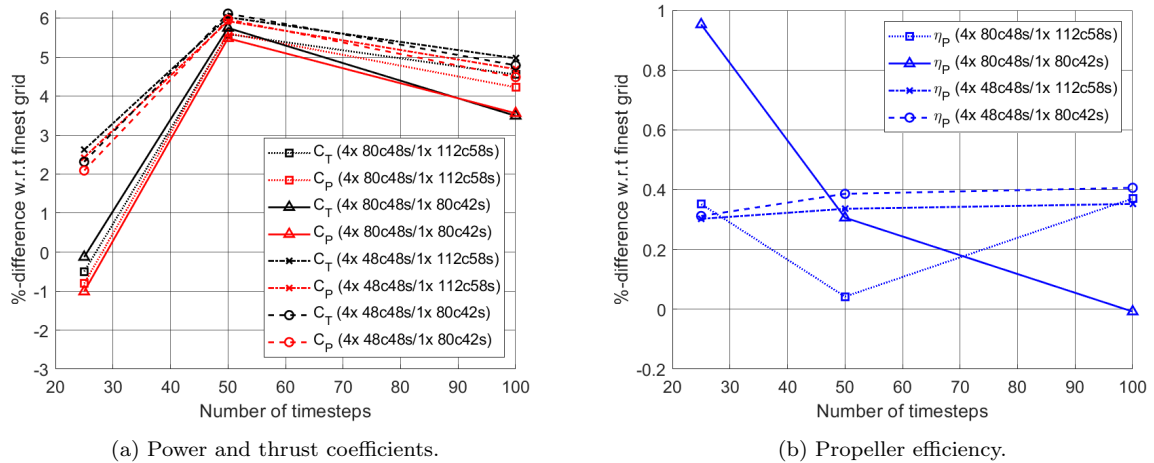 %-difference w.r.t finest grid
6
5
4
3
2
1
0
-1
-2
-3
20 30 40 50 60 70 80 90 100
Number of timesteps
C_T (4x 80c48s/1x 112c58s)
C_P (4x 80c48s/1x 112c58s)
C_T (4x 80c48s/1x 80c42s)
C_P (4x 80c48s/1x 80c42s)
C_T (4x 48c48s/1x 112c58s)
C_P (4x 48c48s/1x 112c58s)
C_T (4x 48c48s/1x 80c42s)
C_P (4x 48c48s/1x 80c42s)
(a) Power and thrust coefficients.
%-difference w.r.t finest grid
1
0.8
0.6
0.4
0.2
0
-0.2
20 30 40 50 60 70 80 90 100
Number of timesteps
η_P (4x 80c48s/1x 112c58s)
η_P (4x 80c48s/1x 80c42s)
η_P (4x 48c48s/1x 112c58s)
η_P (4x 48c48s/1x 80c42s)
(b) Propeller efficiency.